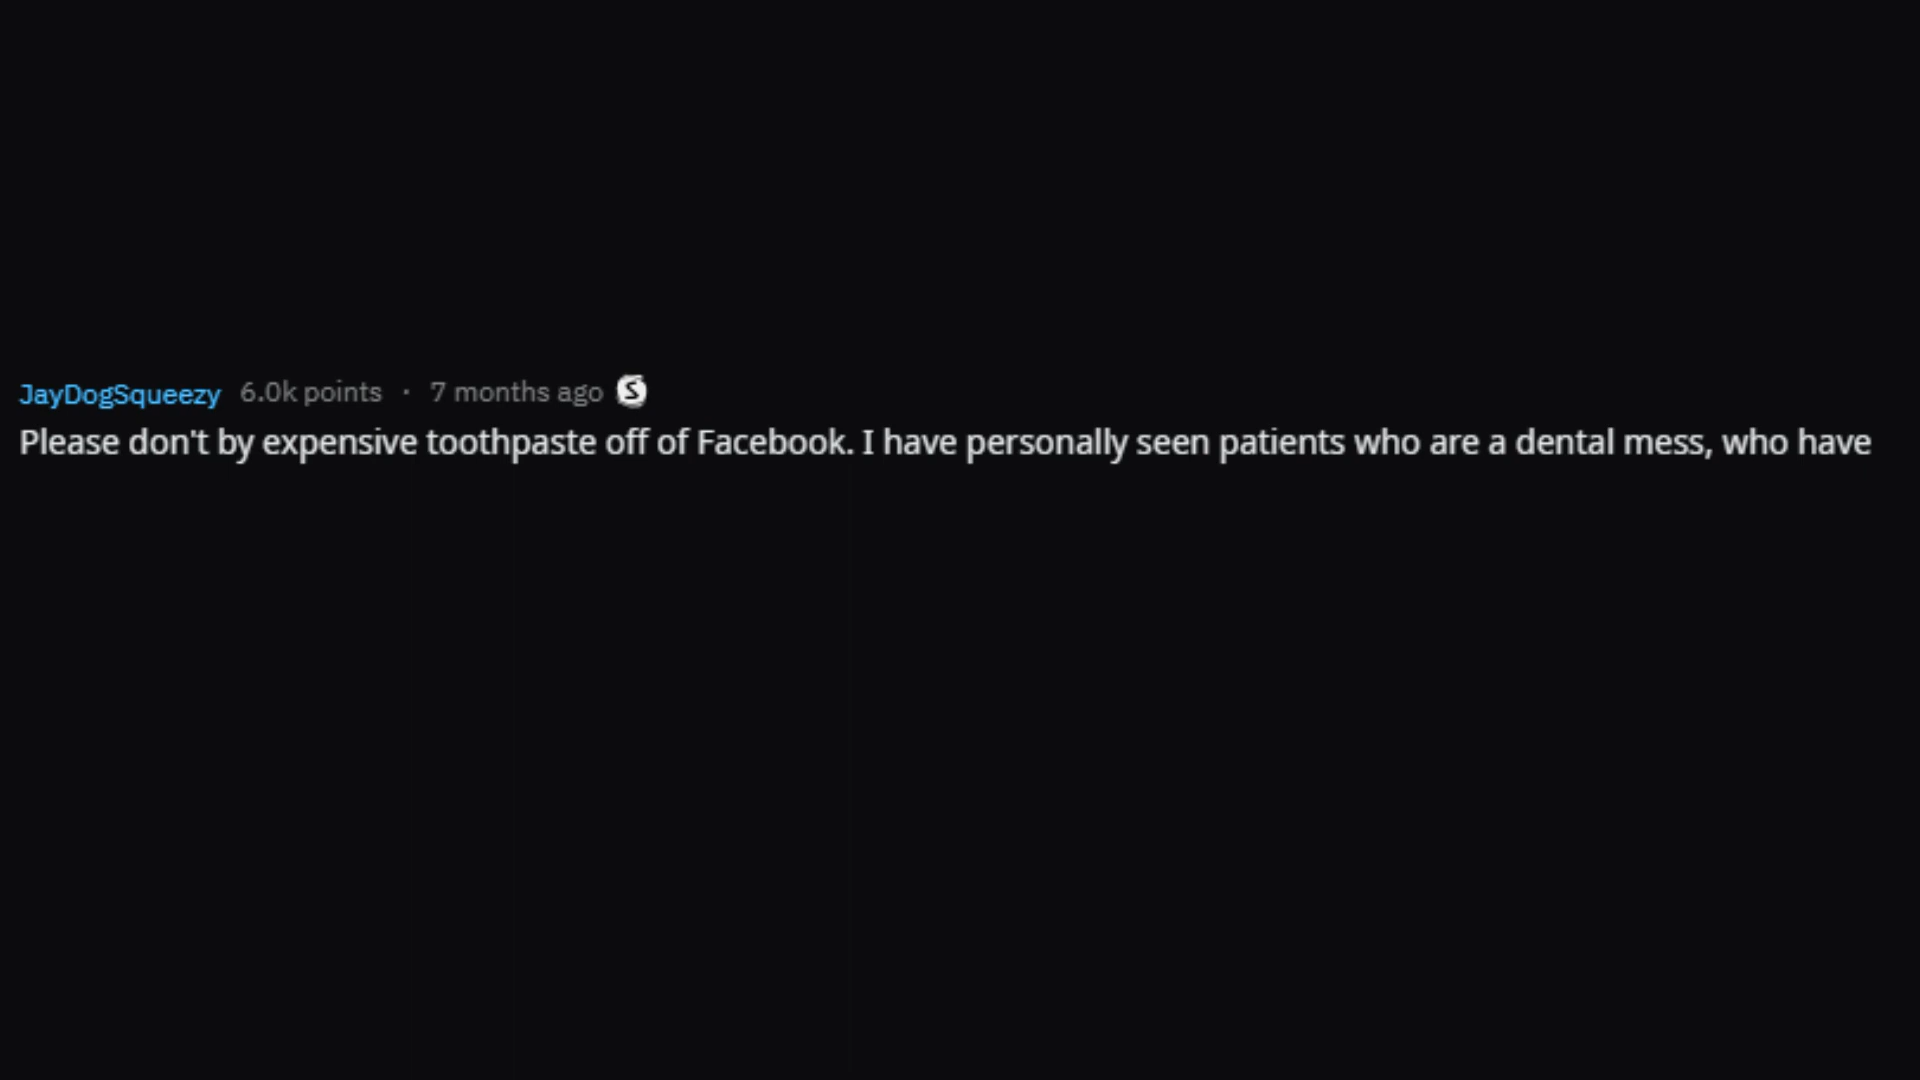 JayDogSqueezy 6.0k points · 7 months ago S
Please don't by expensive toothpaste off of Facebook. I have personally seen patients who are a dental mess, who have